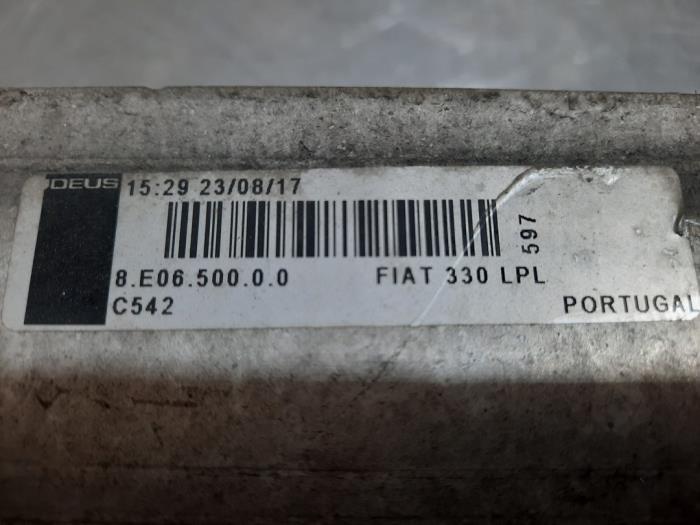 DEUS 15:29 23/08/17
597
8.E06.500.0.0 FIAT 330 LPL
C542 PORTUGAL